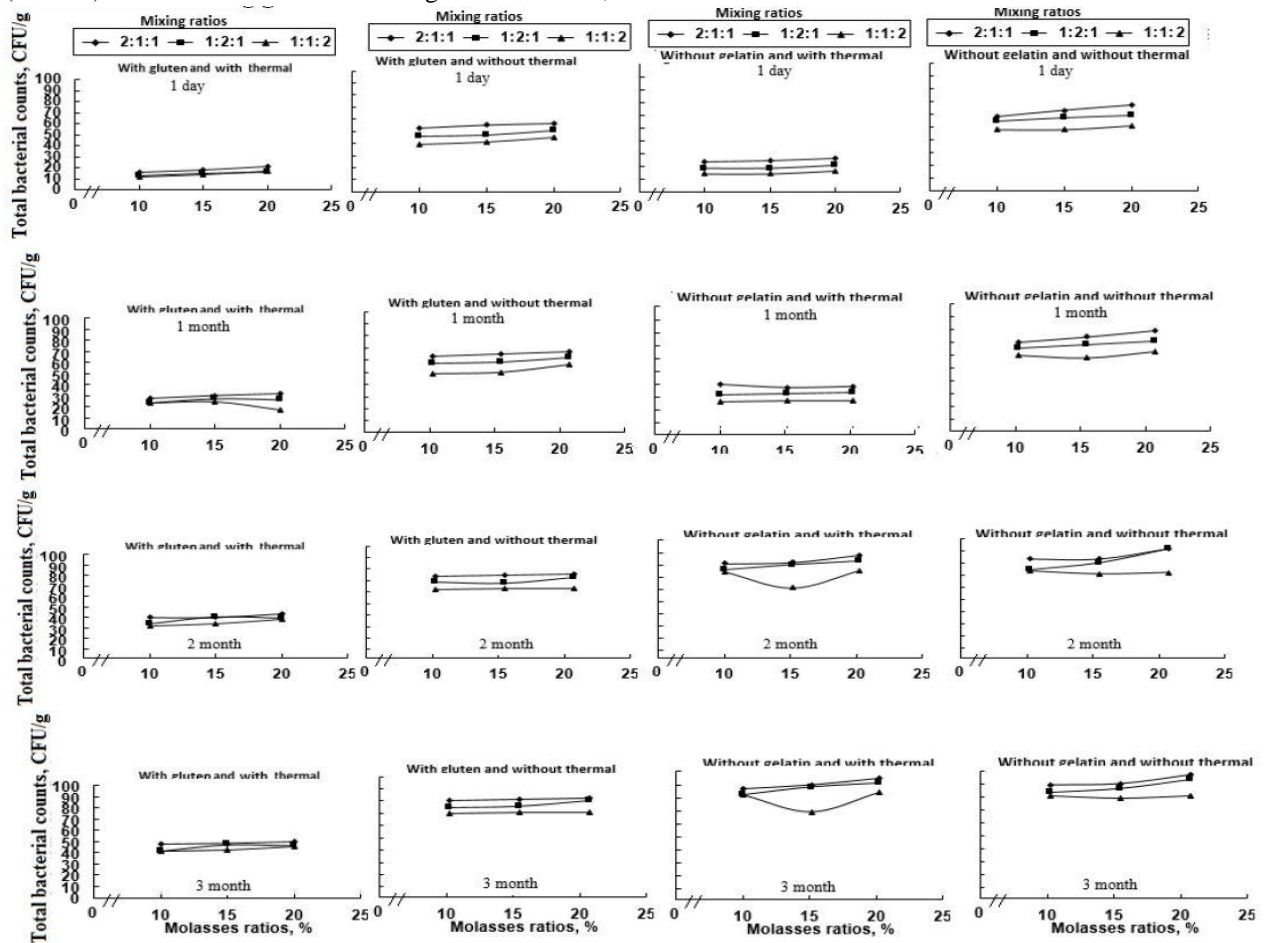 Mixing ratios
2:1:1 1:2:1 1:1:2
With gluten and with thermal
1 day
Total bacterial counts, CFU/g
100
90
80
70
60
50
40
30
20
10
0
0 10 15 20 25
Mixing ratios
2:1:1 1:2:1 1:1:2
With gluten and without thermal
1 day
0 10 15 20 25
Mixing ratios
2:1:1 1:2:1 1:1:2
Without gelatin and with thermal
1 day
0 10 15 20 25
Mixing ratios
2:1:1 1:2:1 1:1:2
Without gelatin and without thermal
1 day
0 10 15 20 25
With gluten and with thermal
1 month
Total bacterial counts, CFU/g
100
90
80
70
60
50
40
30
20
10
0
0 10 15 20 25
With gluten and without thermal
1 month
0 10 15 20 25
Without gelatin and with thermal
1 month
0 10 15 20 25
Without gelatin and without thermal
1 month
0 10 15 20 25
With gluten and with thermal
Total bacterial counts, CFU/g
100
90
80
70
60
50
40
30
20
10
0
2 month
0 10 15 20 25
With gluten and without thermal
2 month
0 10 15 20 25
Without gelatin and with thermal
2 month
0 10 15 20 25
Without gelatin and without thermal
2 month
0 10 15 20 25
With gluten and with thermal
Total bacterial counts, CFU/g
100
90
80
70
60
50
40
30
20
10
0
3 month
0 10 15 20 25
Molasses ratios, %
With gluten and without thermal
3 month
0 10 15 20 25
Molasses ratios, %
Without gelatin and with thermal
3 month
0 10 15 20 25
Molasses ratios, %
Without gelatin and without thermal
3 month
0 10 15 20 25
Molasses ratios, %